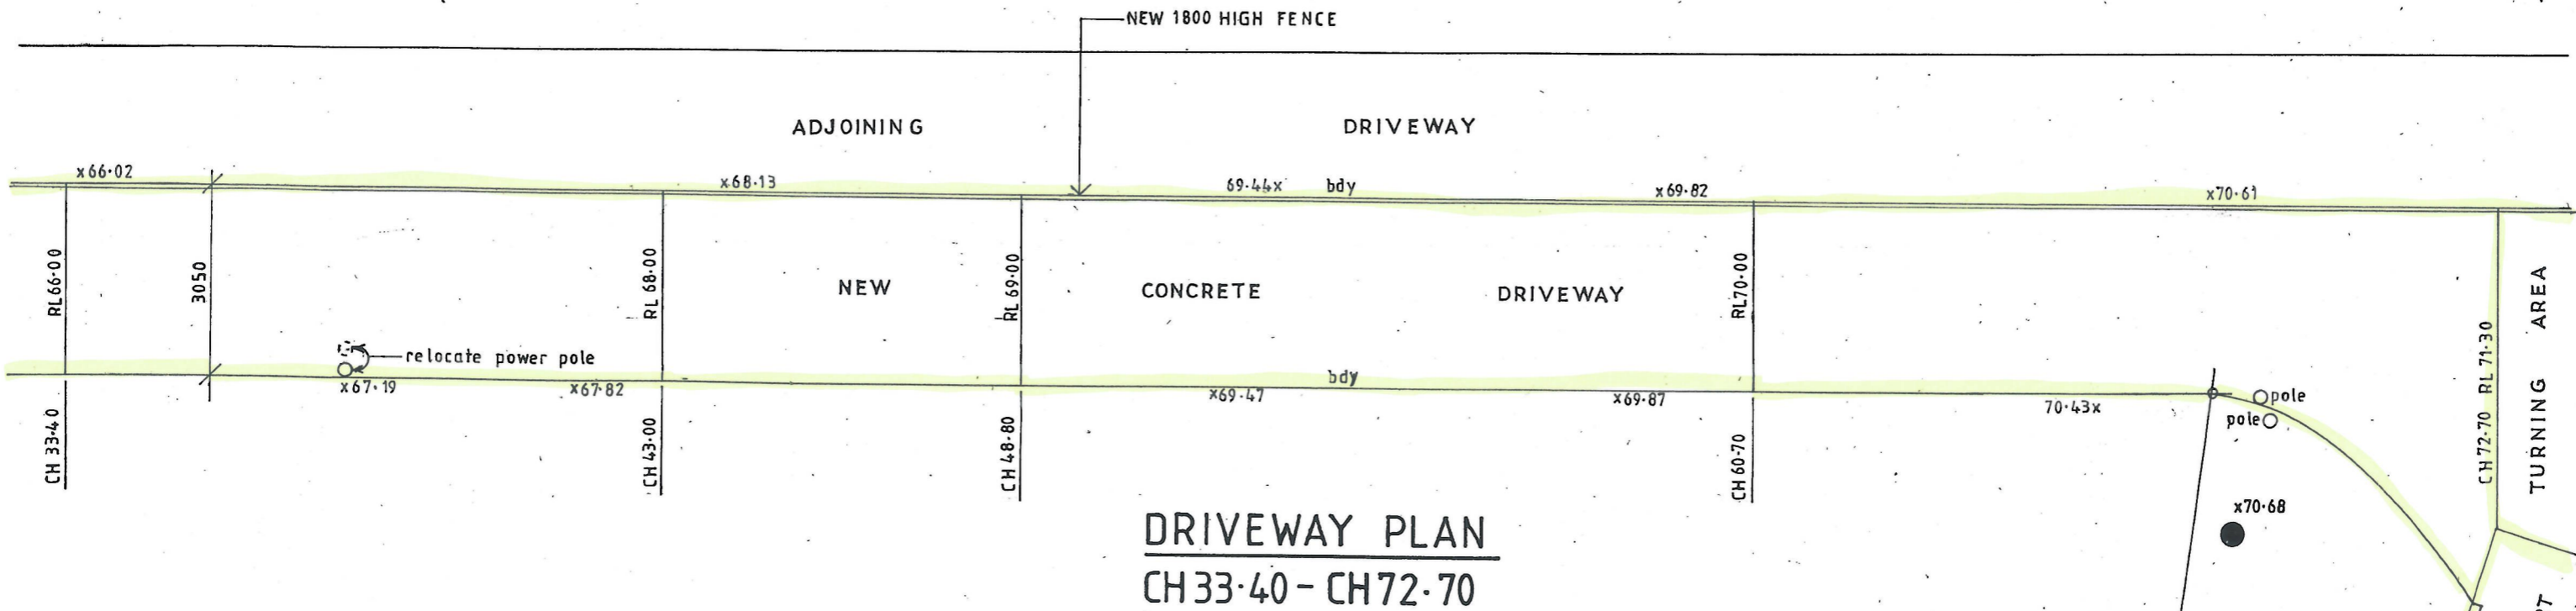 NEW 1800 HIGH FENCE
ADJOINING DRIVEWAY
x66·02
x68·13
69·44x
bdy
x69·82
x70·61
RL66·00
3050
RL 68·00
NEW CONCRETE DRIVEWAY
RL 69·00
RL70·00
CH72·70 RL 71·30
TURNING AREA
relocate power pole
x67·19
x67·82
x69·47
bdy
x69·87
70·43x
pole
pole
CH 33·40
CH 43·00
CH 48·80
CH 60·70
x70·68
DRIVEWAY PLAN
CH 33·40 – CH 72·70